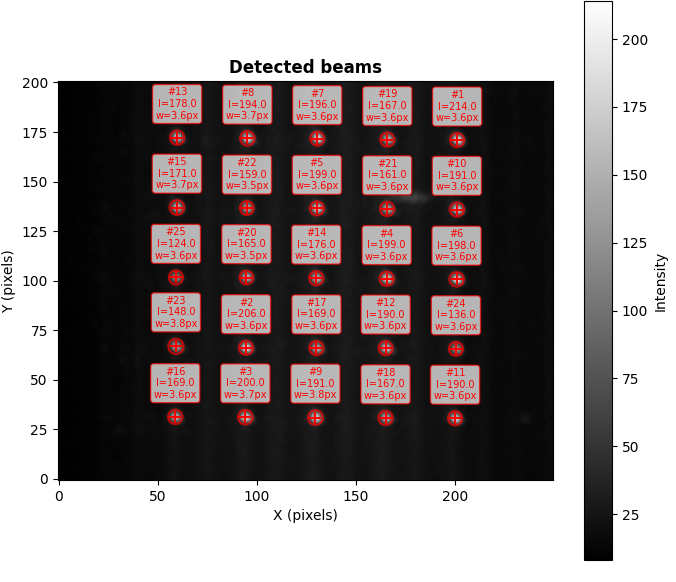 Detected beams
#13
I=178.0
w=3.6px
#8
I=194.0
w=3.7px
#7
I=196.0
w=3.6px
#19
I=167.0
w=3.6px
#1
I=214.0
w=3.6px
#15
I=171.0
w=3.7px
#22
I=159.0
w=3.5px
#5
I=199.0
w=3.6px
#21
I=161.0
w=3.6px
#10
I=191.0
w=3.6px
#25
I=124.0
w=3.6px
#20
I=165.0
w=3.5px
#14
I=176.0
w=3.6px
#4
I=199.0
w=3.6px
#6
I=198.0
w=3.6px
#23
I=148.0
w=3.8px
#2
I=206.0
w=3.6px
#17
I=169.0
w=3.6px
#12
I=190.0
w=3.6px
#24
I=136.0
w=3.6px
#16
I=169.0
w=3.6px
#3
I=200.0
w=3.7px
#9
I=191.0
w=3.8px
#18
I=167.0
w=3.6px
#11
I=190.0
w=3.6px
200
175
150
125
100
75
50
25
0
Y (pixels)
0
50
100
150
200
X (pixels)
200
175
150
125
100
75
50
25
Intensity